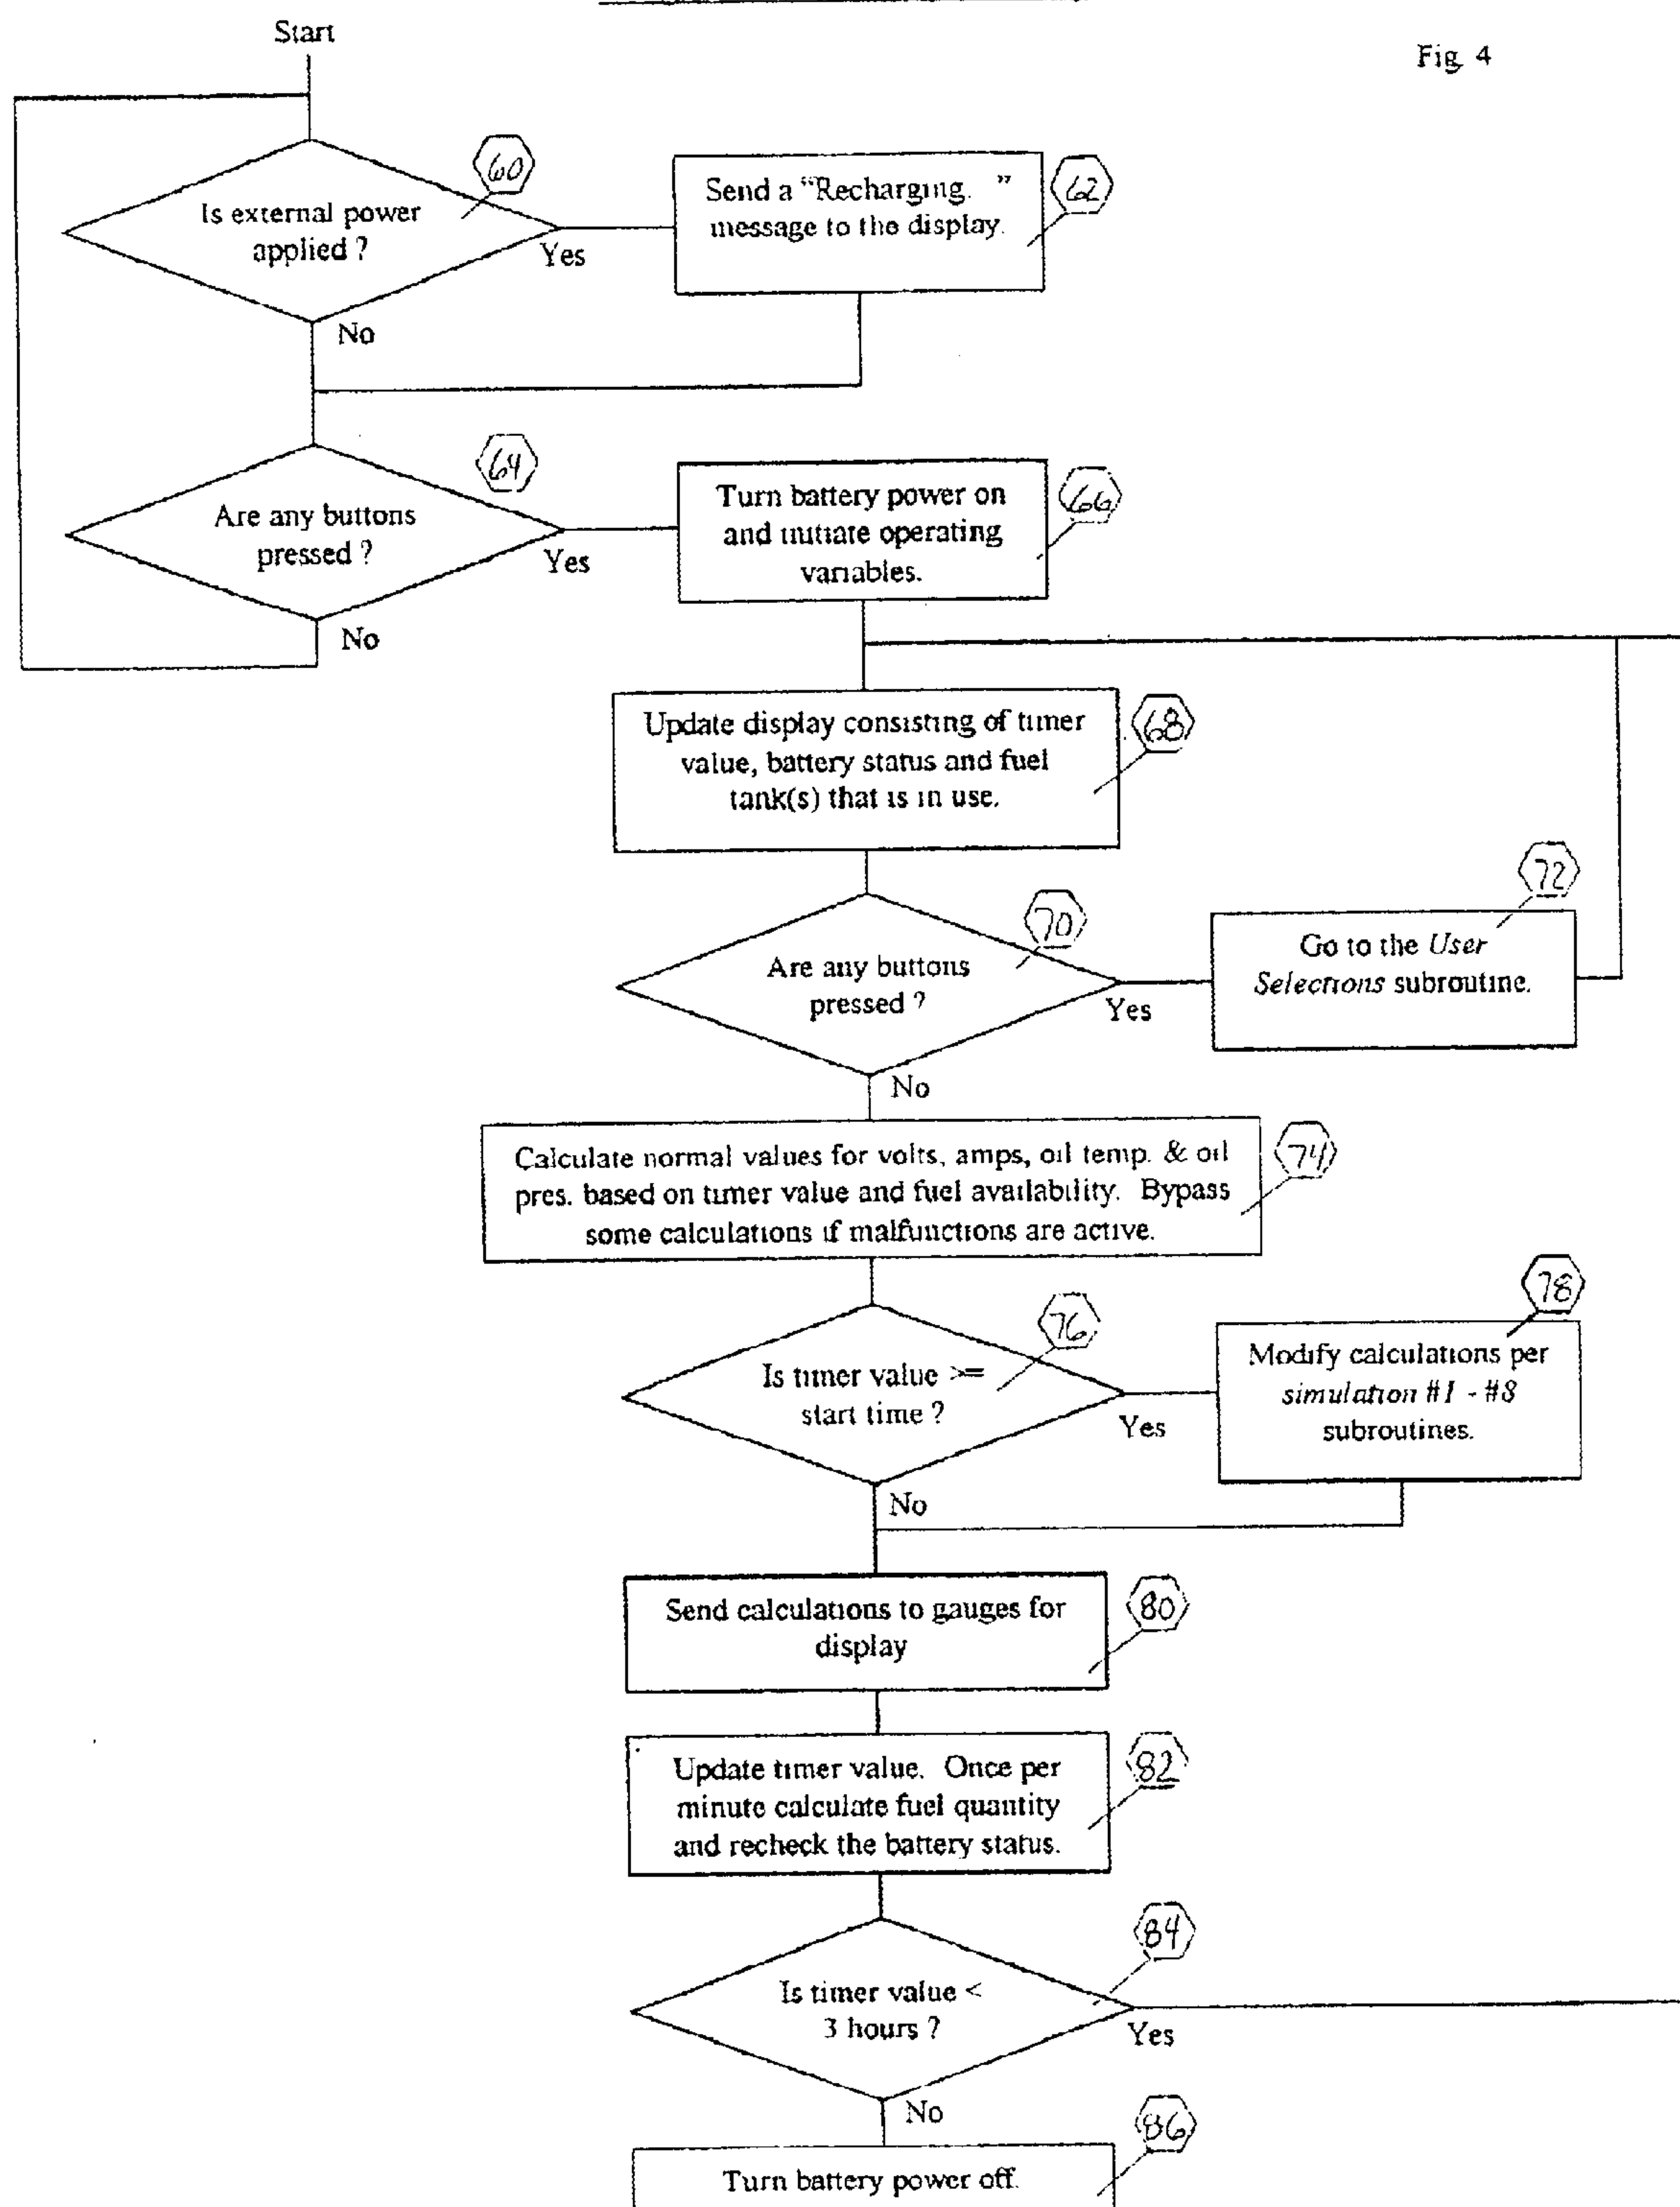 Start
Fig. 4
60
Is external power
applied ?
Yes
No
Send a “Recharging. ”
message to the display.
62
64
Are any buttons
pressed ?
Yes
No
Turn battery power on
and initiate operating
variables.
66
Update display consisting of timer
value, battery status and fuel
tank(s) that is in use.
68
70
Are any buttons
pressed ?
Yes
No
72
Go to the User
Selections subroutine.
Calculate normal values for volts, amps, oil temp. & oil
pres. based on timer value and fuel availability. Bypass
some calculations if malfunctions are active.
74
76
Is timer value >=
start time ?
Yes
No
78
Modify calculations per
simulation #1 - #8
subroutines.
Send calculations to gauges for
display
80
Update timer value. Once per
minute calculate fuel quantity
and recheck the battery status.
82
84
Is timer value <
3 hours ?
Yes
No
86
Turn battery power off.